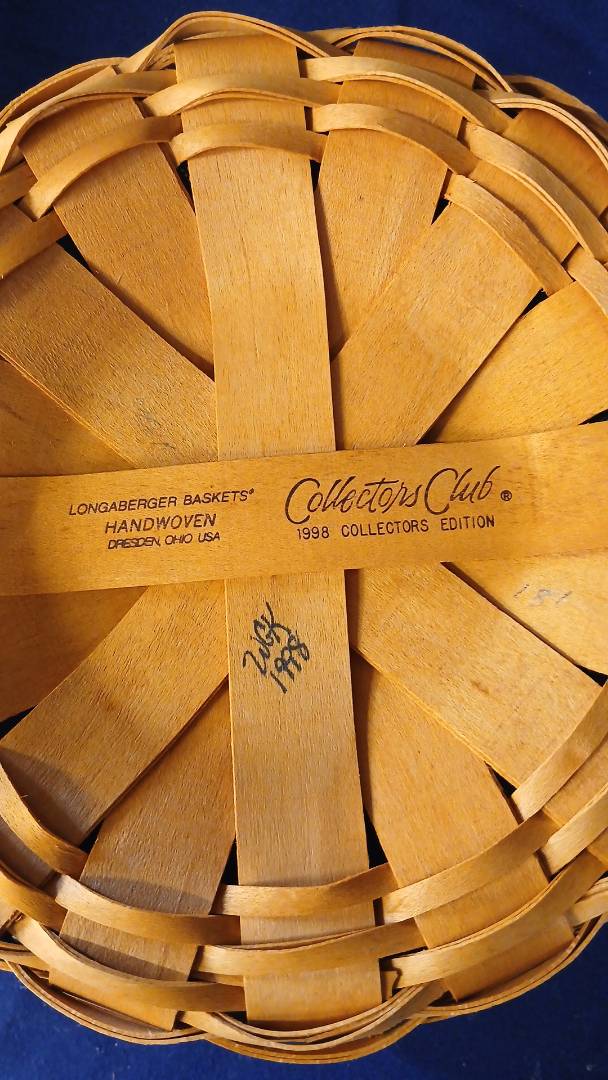 LONGABERGER BASKETS®
HANDWOVEN
DRESDEN, OHIO USA
Collectors Club ®
1998 COLLECTORS EDITION
1998